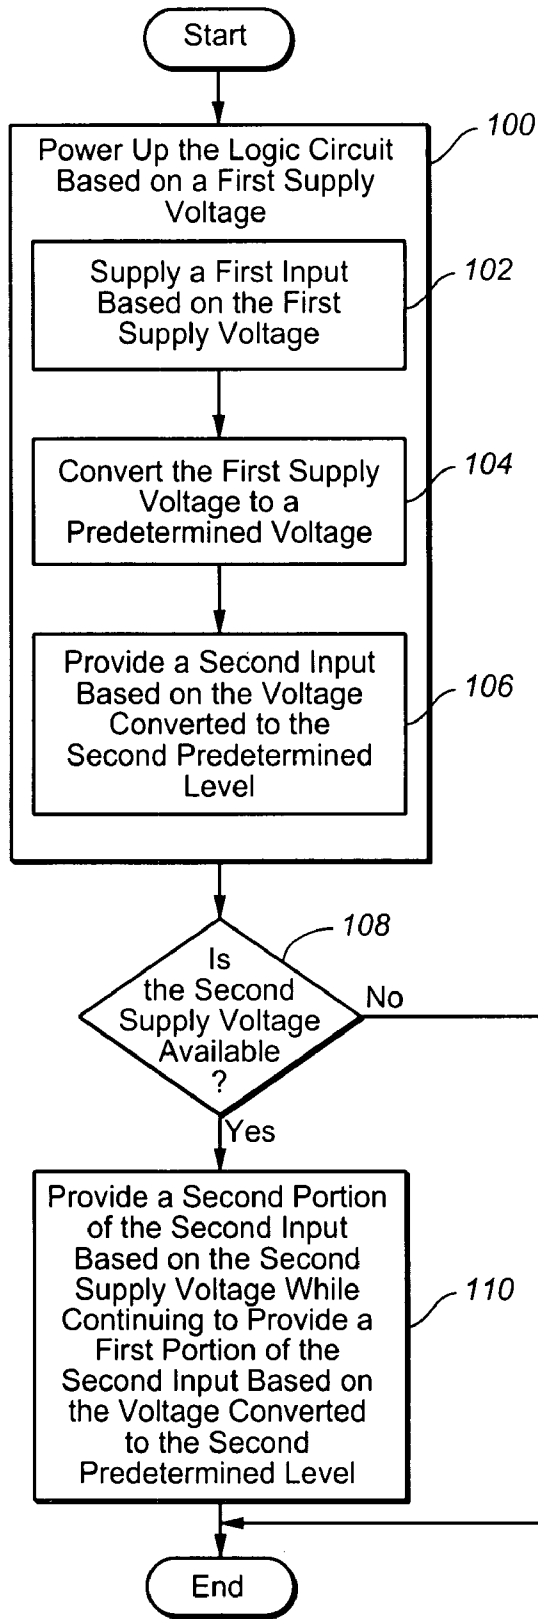 Start
100
Power Up the Logic Circuit
Based on a First Supply
Voltage
102
Supply a First Input
Based on the First
Supply Voltage
104
Convert the First Supply
Voltage to a
Predetermined Voltage
106
Provide a Second Input
Based on the Voltage
Converted to the
Second Predetermined
Level
108
Is
the Second
Supply Voltage
Available
?
No
Yes
110
Provide a Second Portion
of the Second Input
Based on the Second
Supply Voltage While
Continuing to Provide a
First Portion of the
Second Input Based on
the Voltage Converted
to the Second
Predetermined Level
End